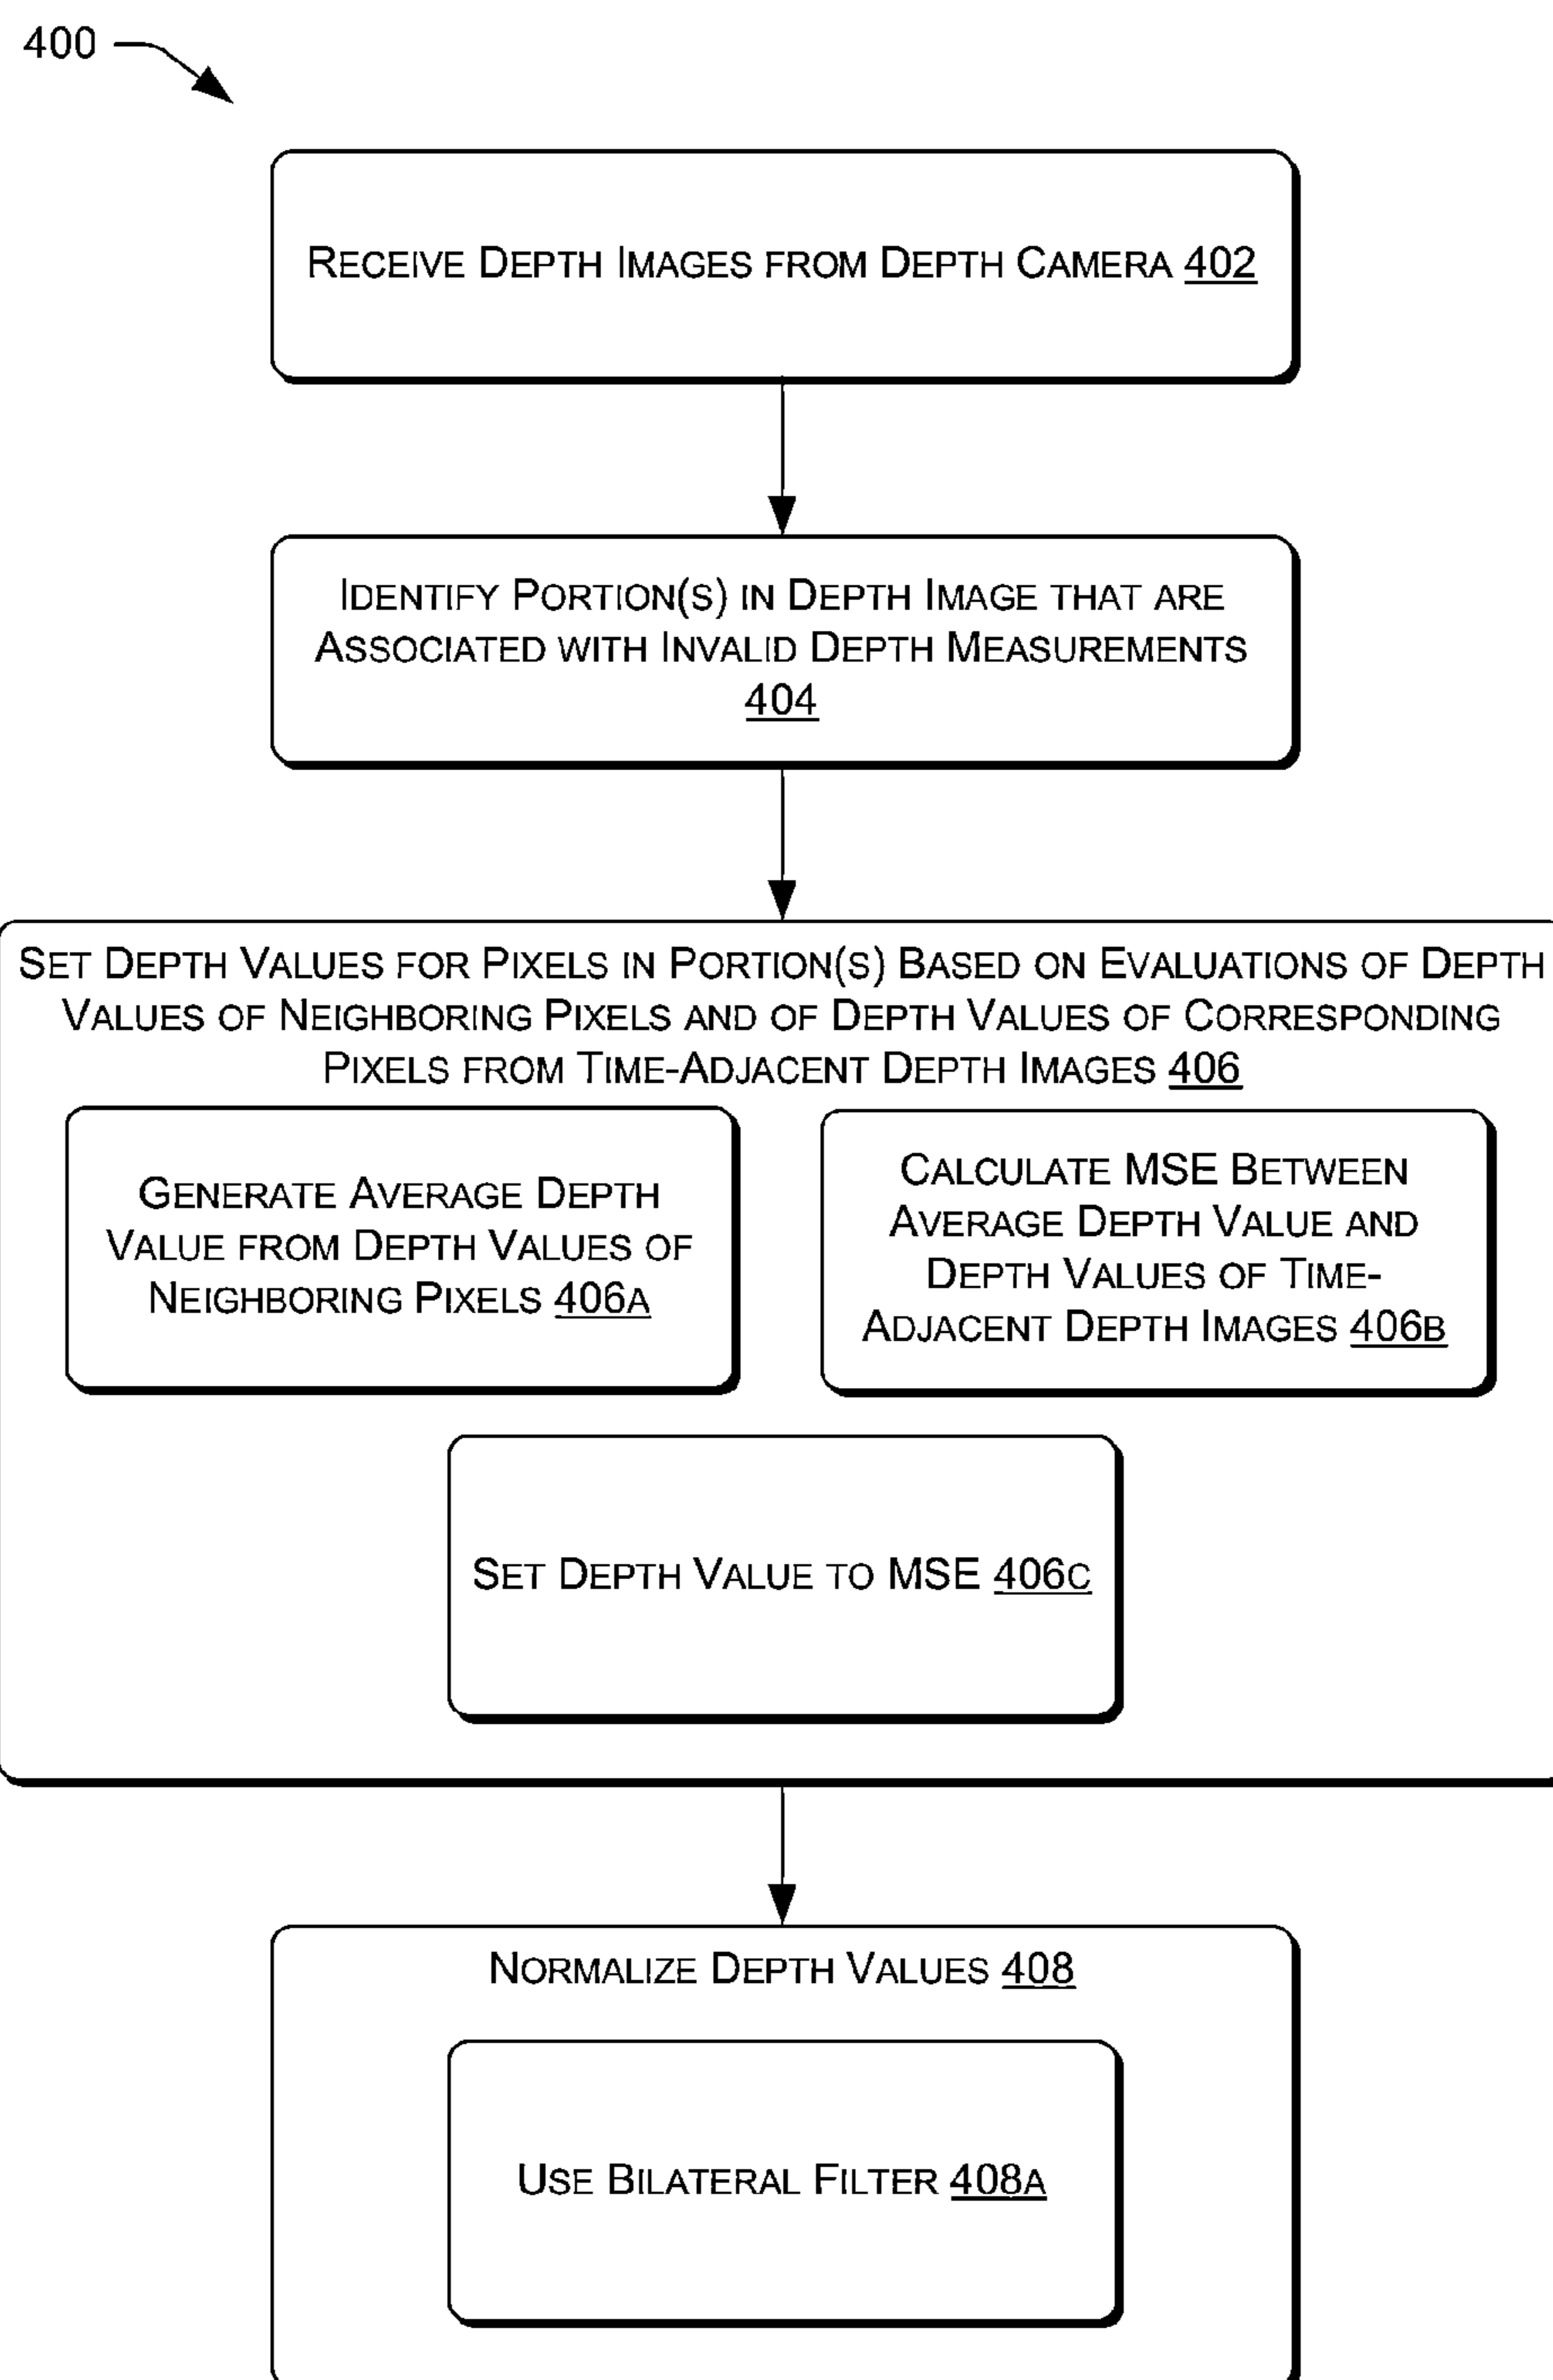 400
RECEIVE DEPTH IMAGES FROM DEPTH CAMERA 402
IDENTIFY PORTION(S) IN DEPTH IMAGE THAT ARE
ASSOCIATED WITH INVALID DEPTH MEASUREMENTS
404
SET DEPTH VALUES FOR PIXELS IN PORTION(S) BASED ON EVALUATIONS OF DEPTH
VALUES OF NEIGHBORING PIXELS AND OF DEPTH VALUES OF CORRESPONDING
PIXELS FROM TIME-ADJACENT DEPTH IMAGES 406
GENERATE AVERAGE DEPTH
VALUE FROM DEPTH VALUES OF
NEIGHBORING PIXELS 406A
CALCULATE MSE BETWEEN
AVERAGE DEPTH VALUE AND
DEPTH VALUES OF TIME-
ADJACENT DEPTH IMAGES 406B
SET DEPTH VALUE TO MSE 406C
NORMALIZE DEPTH VALUES 408
USE BILATERAL FILTER 408A